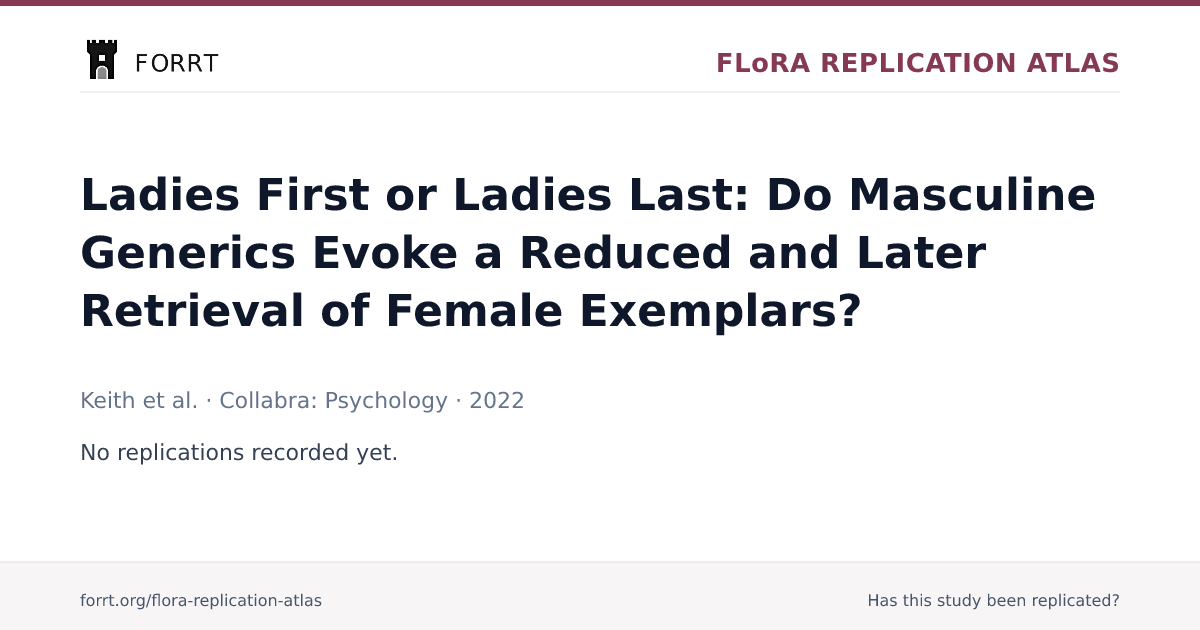 FORRT
FLoRA REPLICATION ATLAS
Ladies First or Ladies Last: Do Masculine
Generics Evoke a Reduced and Later
Retrieval of Female Exemplars?
Keith et al. · Collabra: Psychology · 2022
No replications recorded yet.
forrt.org/flora-replication-atlas
Has this study been replicated?